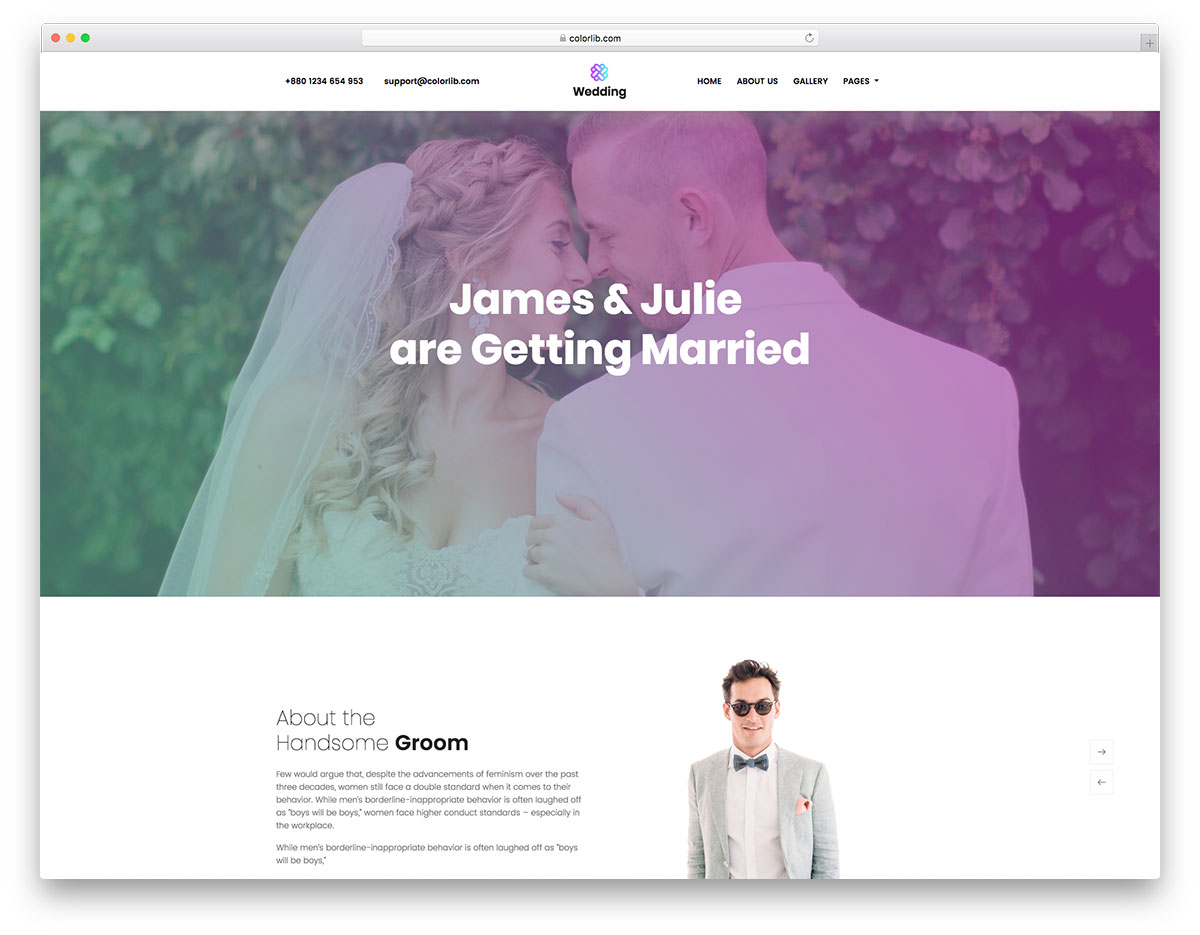 colorlib.com
+880 1234 654 953 support@colorlib.com
Wedding
HOME ABOUT US GALLERY PAGES
James & Julie
are Getting Married
About the
Handsome Groom
Few would argue that, despite the advancements of feminism over the past
three decades, women still face a double standard when it comes to their
behavior. While men's borderline-inappropriate behavior is often laughed off
as "boys will be boys," women face higher conduct standards – especially in
the workplace.
While men's borderline-inappropriate behavior is often laughed off as "boys
will be boys,"